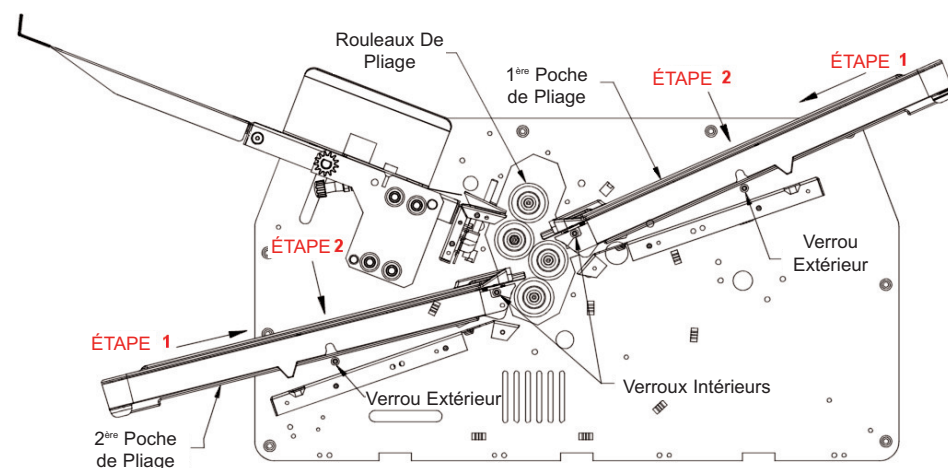 Rouleaux De
Pliage
1ère Poche
de Pliage
ÉTAPE 2
ÉTAPE 1
Verrou
Extérieur
ÉTAPE 2
ÉTAPE 1
Verrou Extérieur
Verroux Intérieurs
2ère Poche
de Pliage